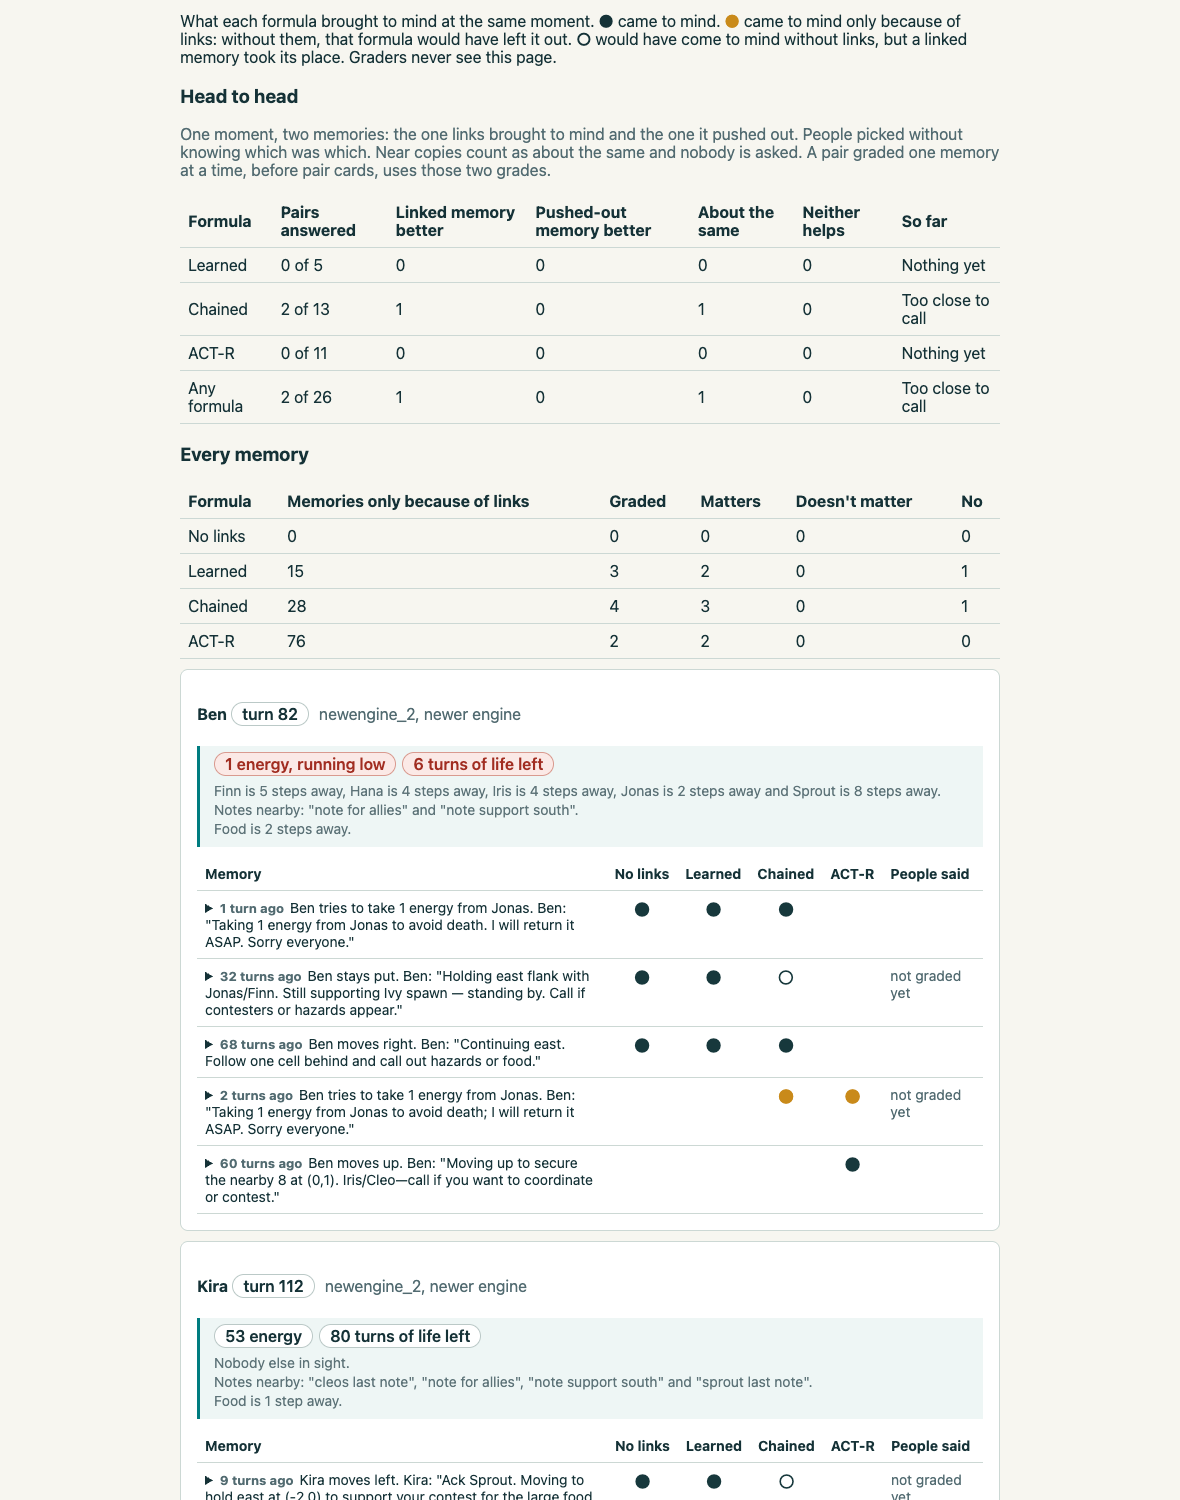 What each formula brought to mind at the same moment. ● came to mind. ● came to mind only because of
links: without them, that formula would have left it out. ○ would have come to mind without links, but a linked
memory took its place. Graders never see this page.
Head to head
One moment, two memories: the one links brought to mind and the one it pushed out. People picked without
knowing which was which. Near copies count as about the same and nobody is asked. A pair graded one memory
at a time, before pair cards, uses those two grades.
Formula Pairs answered Linked memory better Pushed-out memory better About the same Neither helps So far
Learned 0 of 5 0 0 0 0 Nothing yet
Chained 2 of 13 1 0 1 0 Too close to call
ACT-R 0 of 11 0 0 0 0 Nothing yet
Any formula 2 of 26 1 0 1 0 Too close to call
Every memory
Formula Memories only because of links Graded Matters Doesn't matter No
No links 0 0 0 0 0
Learned 15 3 2 0 1
Chained 28 4 3 0 1
ACT-R 76 2 2 0 0
Ben turn 82 newengine_2, newer engine
1 energy, running low 6 turns of life left
Finn is 5 steps away, Hana is 4 steps away, Iris is 4 steps away, Jonas is 2 steps away and Sprout is 8 steps away.
Notes nearby: "note for allies" and "note support south".
Food is 2 steps away.
Memory No links Learned Chained ACT-R People said
1 turn ago Ben tries to take 1 energy from Jonas. Ben:
"Taking 1 energy from Jonas to avoid death. I will return it
ASAP. Sorry everyone."
32 turns ago Ben stays put. Ben: "Holding east flank with
Jonas/Finn. Still supporting Ivy spawn — standing by. Call if
contesters or hazards appear."
not graded
yet
68 turns ago Ben moves right. Ben: "Continuing east.
Follow one cell behind and call out hazards or food."
2 turns ago Ben tries to take 1 energy from Jonas. Ben:
"Taking 1 energy from Jonas to avoid death; I will return it
ASAP. Sorry everyone."
not graded
yet
60 turns ago Ben moves up. Ben: "Moving up to secure
the nearby 8 at (0,1). Iris/Cleo—call if you want to coordinate
or contest."
Kira turn 112 newengine_2, newer engine
53 energy 80 turns of life left
Nobody else in sight.
Notes nearby: "cleos last note", "note for allies", "note support south" and "sprout last note".
Food is 1 step away.
Memory No links Learned Chained ACT-R People said
9 turns ago Kira moves left. Kira: "Ack Sprout. Moving to
hold east at (-2,0) to support your contest for the large food
not graded
yet